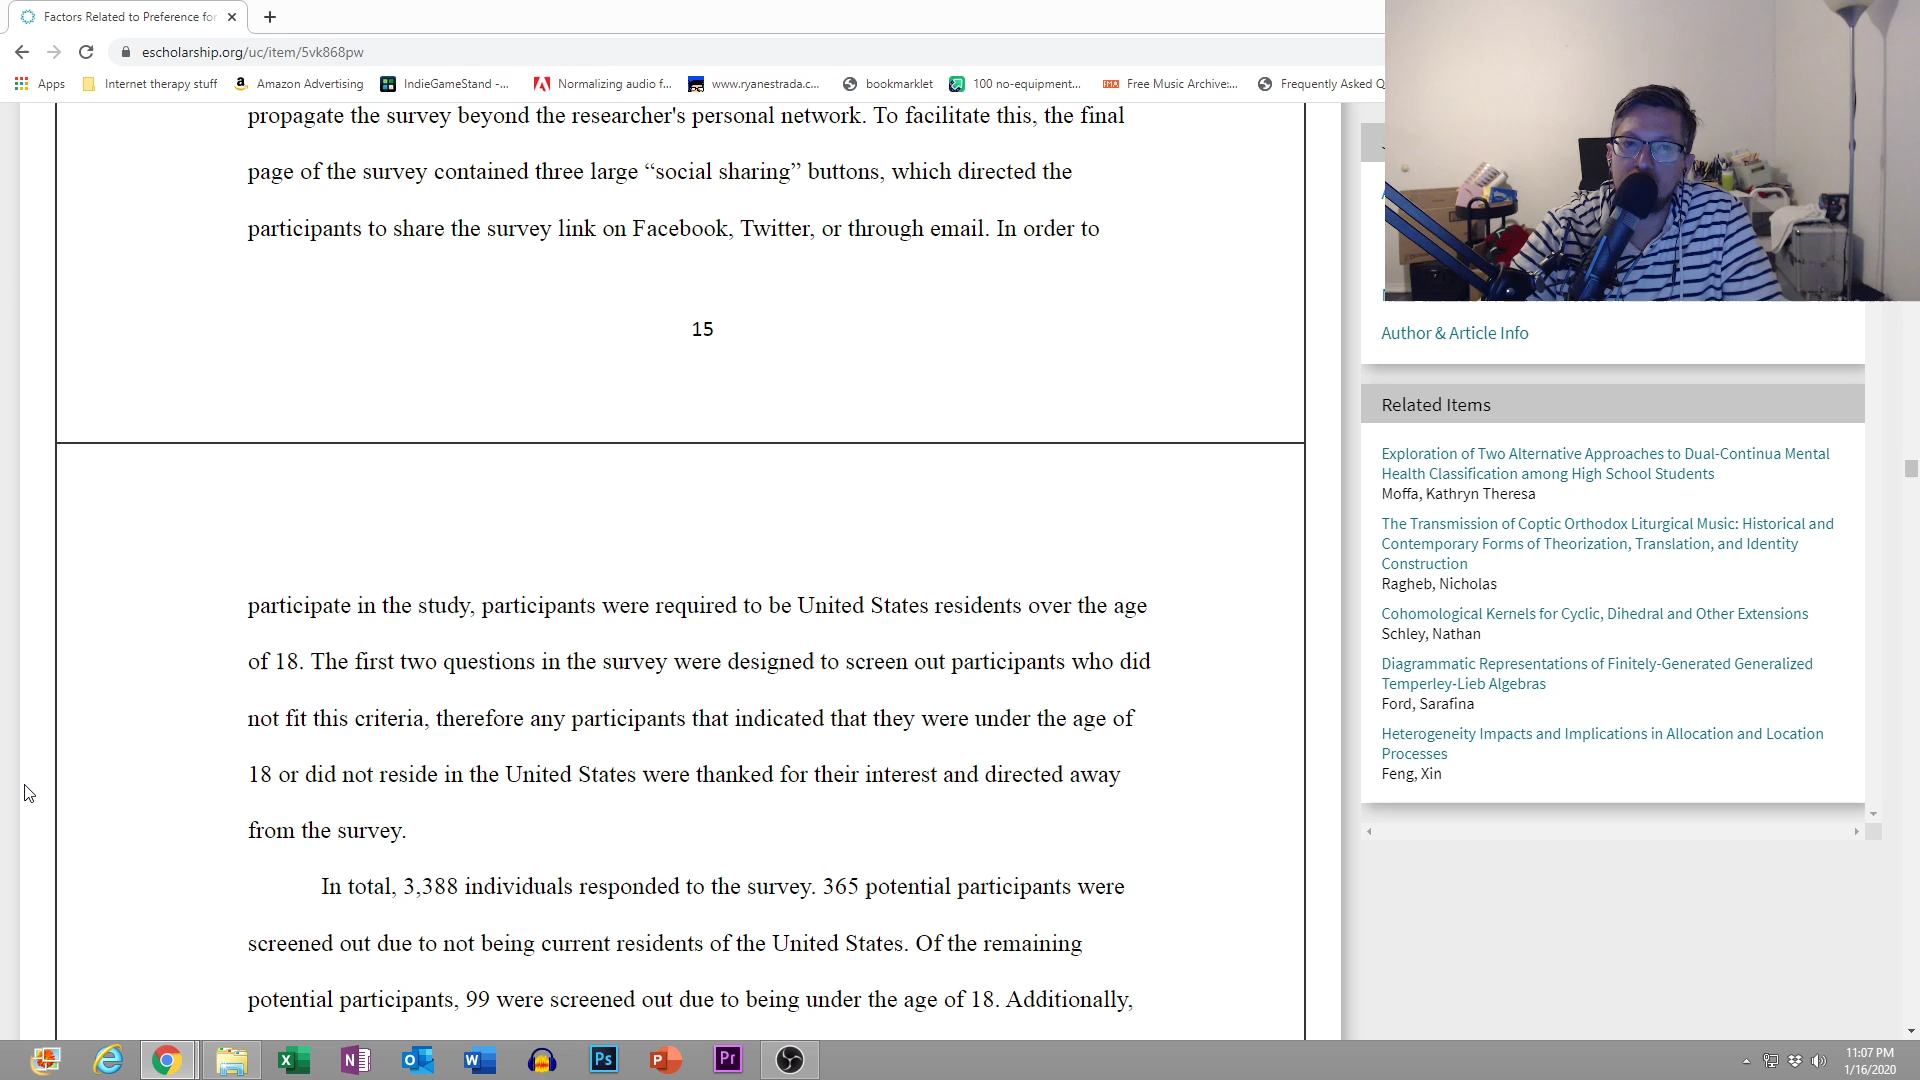 Factors Related to Preference for
escholarship.org/uc/item/5vk868pw
Apps
Internet therapy stuff
Amazon Advertising
IndieGameStand -...
Normalizing audio f...
www.ryanestrada.c...
bookmarklet
100 no-equipment...
Free Music Archive:...
Frequently Asked Q
propagate the survey beyond the researcher's personal network. To facilitate this, the final
page of the survey contained three large “social sharing” buttons, which directed the
participants to share the survey link on Facebook, Twitter, or through email. In order to
15
participate in the study, participants were required to be United States residents over the age
of 18. The first two questions in the survey were designed to screen out participants who did
not fit this criteria, therefore any participants that indicated that they were under the age of
18 or did not reside in the United States were thanked for their interest and directed away
from the survey.
In total, 3,388 individuals responded to the survey. 365 potential participants were
screened out due to not being current residents of the United States. Of the remaining
potential participants, 99 were screened out due to being under the age of 18. Additionally,
Author & Article Info
Related Items
Exploration of Two Alternative Approaches to Dual-Continua Mental
Health Classification among High School Students
Moffa, Kathryn Theresa
The Transmission of Coptic Orthodox Liturgical Music: Historical and
Contemporary Forms of Theorization, Translation, and Identity
Construction
Ragheb, Nicholas
Cohomological Kernels for Cyclic, Dihedral and Other Extensions
Schley, Nathan
Diagrammatic Representations of Finitely-Generated Generalized
Temperley-Lieb Algebras
Ford, Sarafina
Heterogeneity Impacts and Implications in Allocation and Location
Processes
Feng, Xin
11:07 PM
1/16/2020